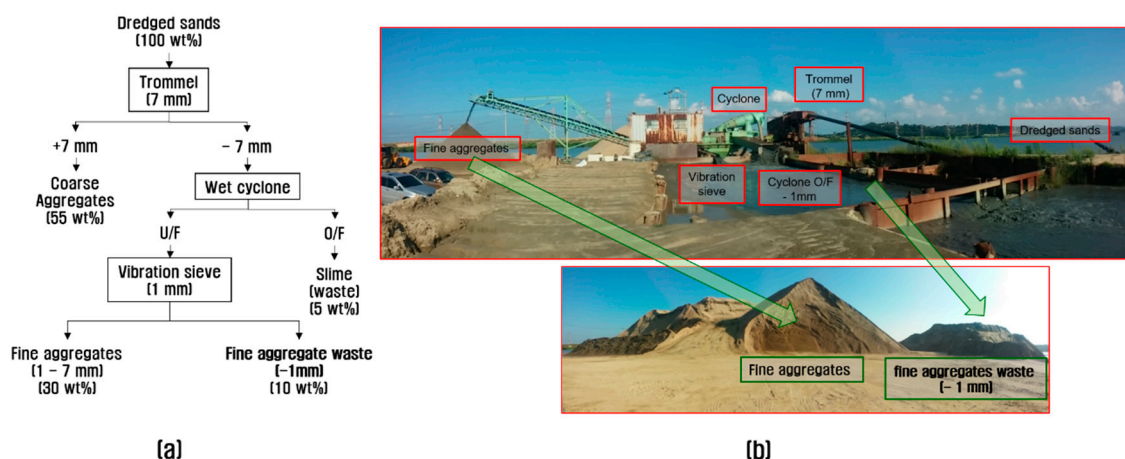 Dredged sands
(100 wt%)
Trommel
(7 mm)
+7 mm
– 7 mm
Coarse
Aggregates
(55 wt%)
Wet cyclone
U/F
O/F
Vibration sieve
(1 mm)
Slime
(waste)
(5 wt%)
Fine aggregates
(1 – 7 mm)
(30 wt%)
Fine aggregate waste
(–1mm)
(10 wt%)
(a)
Fine aggregates
Cyclone
Trommel
(7 mm)
Dredged sands
Vibration
sieve
Cyclone O/F
- 1mm
Fine aggregates
fine aggregates waste
(– 1 mm)
(b)